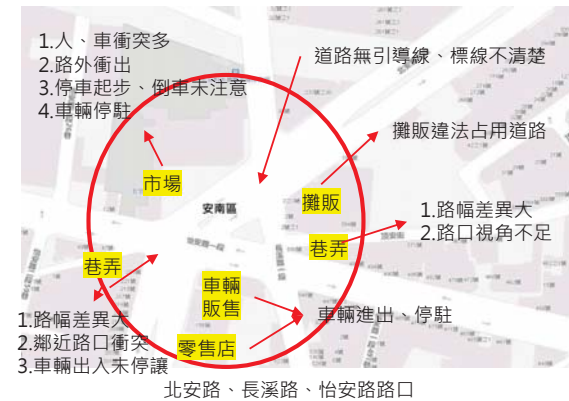 1.人、車衝突多
2.路外衝出
3.停車起步、倒車未注意
4.車輛停駐
道路無引導線、標線不清楚
攤販違法占用道路
市場
安南區
攤販
1.路幅差異大
2.路口視角不足
巷弄
巷弄
車輛
販售
車輛進出、停駐
1.路幅差異大
2.鄰近路口衝突
3.車輛出入未停讓
零售店
北安路、長溪路、怡安路路口